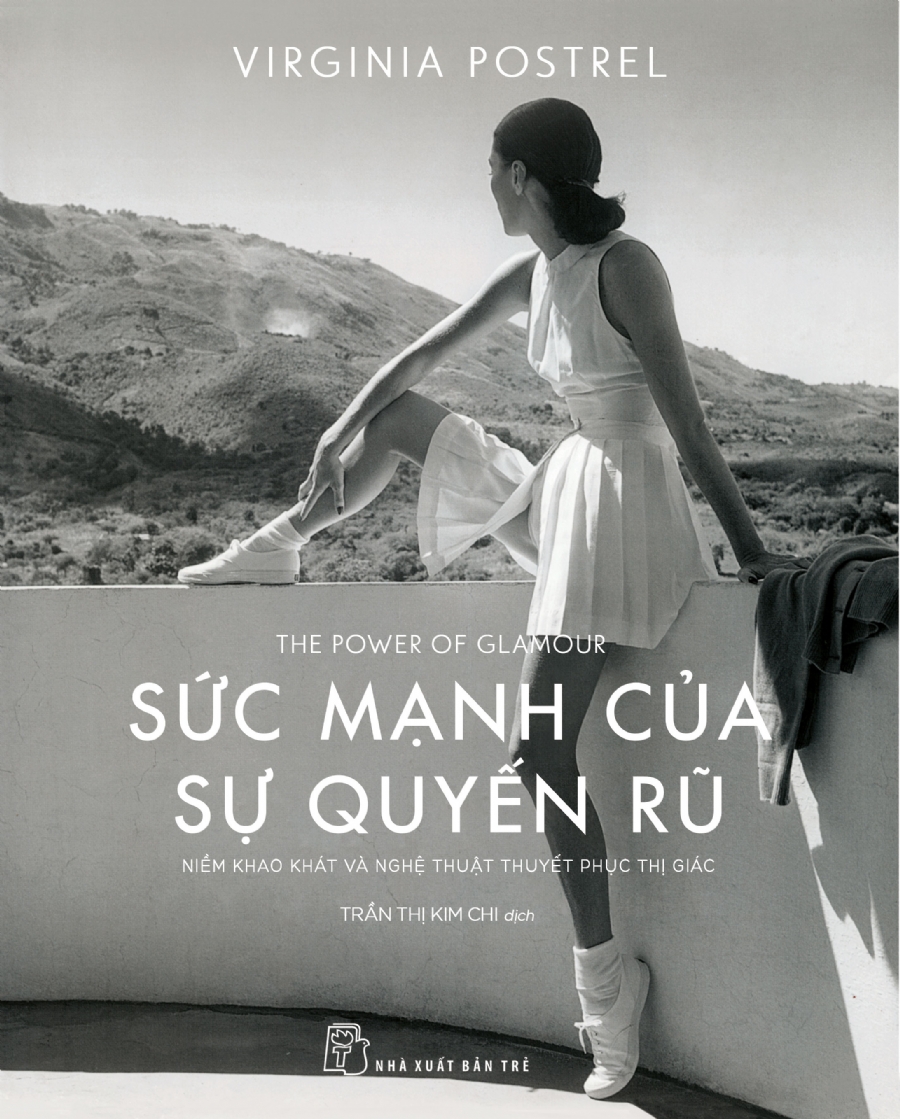 VIRGINIA POSTREL
THE POWER OF GLAMOUR
SỨC MẠNH CỦA
SỰ QUYẾN RŨ
NIỀM KHAO KHÁT VÀ NGHỆ THUẬT THUYẾT PHỤC THỊ GIÁC
TRẦN THỊ KIM CHI dịch
T
NHÀ XUẤT BẢN TRẺ